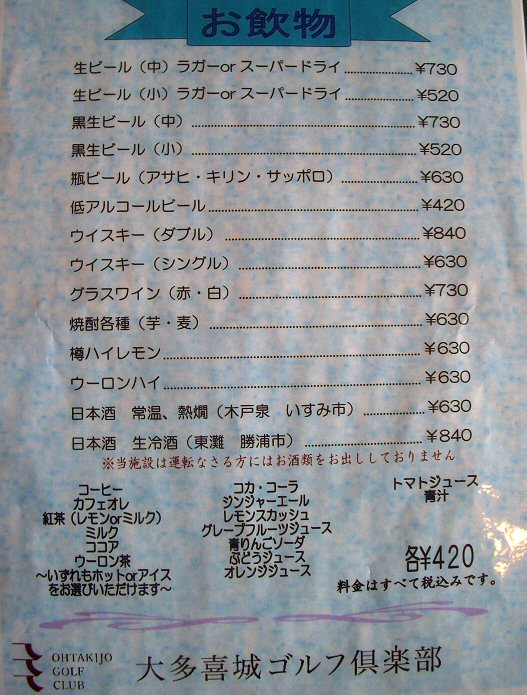 お飲物
生ビール（中）ラガーor スーパードライ..................¥730
生ビール（小）ラガーor スーパードライ..................¥520
黒生ビール（中）..................¥730
黒生ビール（小）..................¥520
瓶ビール（アサヒ・キリン・サッポロ）..................¥630
低アルコールビール..................¥420
ウイスキー（ダブル）..................¥840
ウイスキー（シングル）..................¥630
グラスワイン（赤・白）..................¥730
焼酎各種（芋・麦）..................¥630
樽ハイレモン..................¥630
ウーロンハイ..................¥630
日本酒　常温、熱燗（木戸泉　いすみ市）..................¥630
日本酒　生冷酒（東灘　勝浦市）..................¥840
※当施設は運転なさる方にはお酒類をお出ししておりません
コーヒー
カフェオレ
紅茶（レモンorミルク）
ミルク
ココア
ウーロン茶
～いずれもホットorアイス
をお選びいただけます～
コカ・コーラ
ジンジャーエール
レモンスカッシュ
グレープフルーツジュース
青りんごソーダ
ぶどうジュース
オレンジジュース
トマトジュース
青汁
各¥420
料金はすべて税込みです。
OHTAKIJO
GOLF
CLUB
大多喜城ゴルフ倶楽部